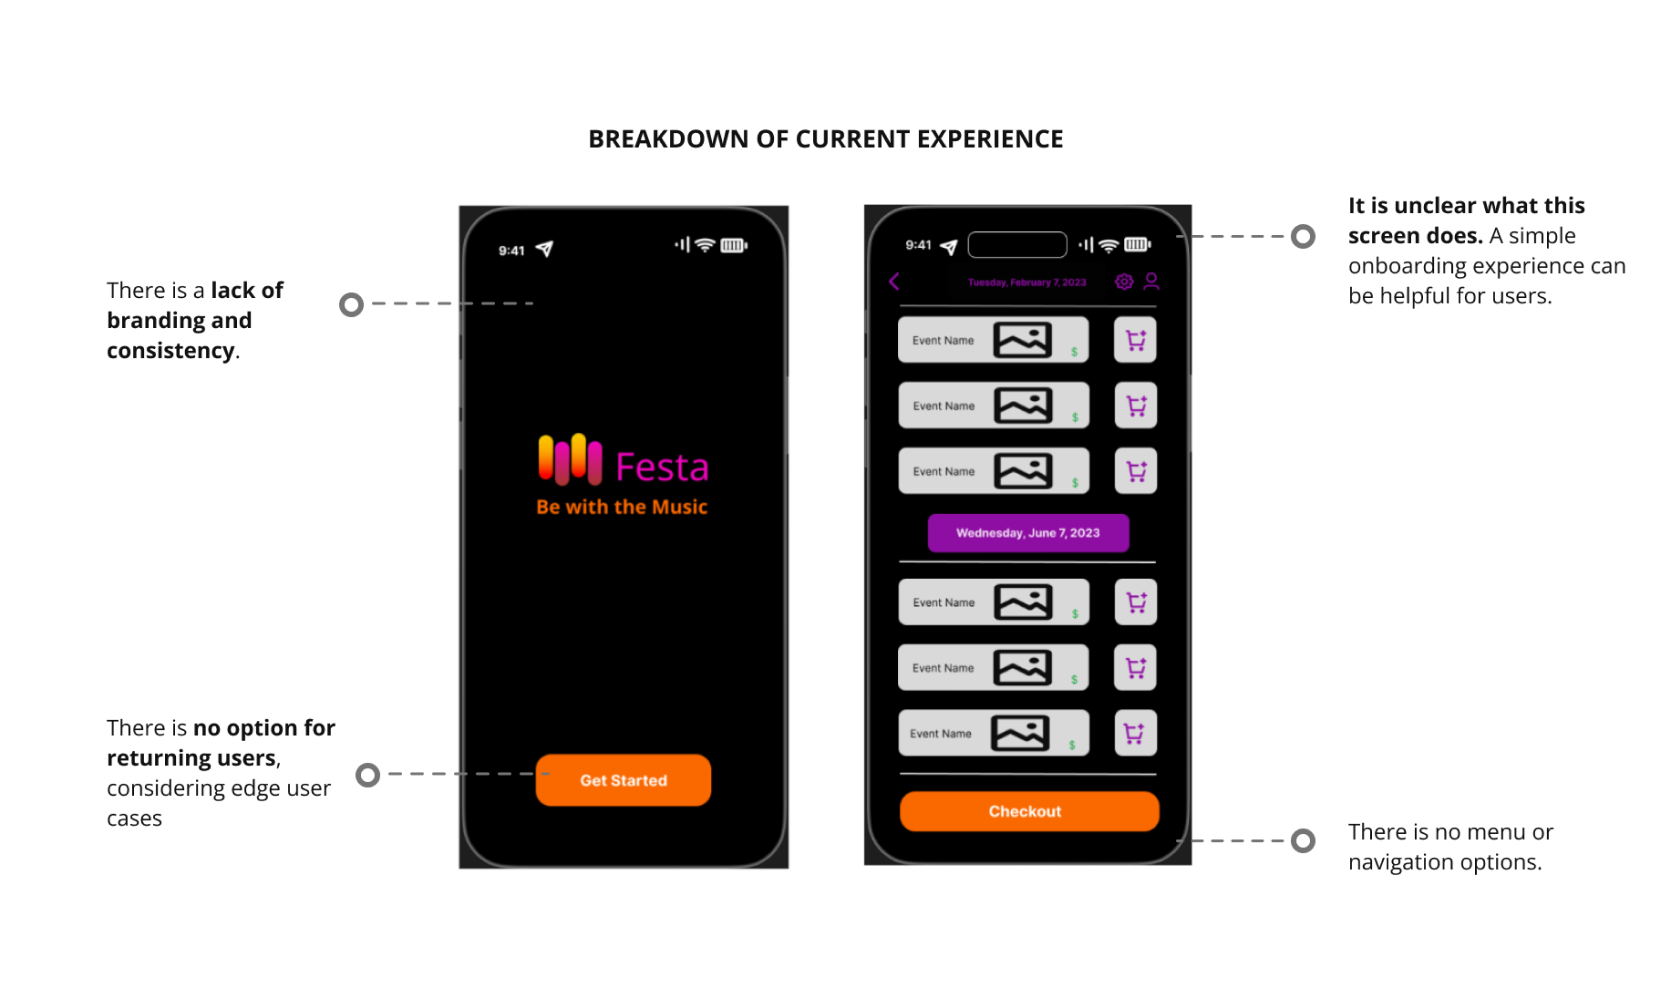 BREAKDOWN OF CURRENT EXPERIENCE
There is a lack of
branding and
consistency.
There is no option for
returning users,
considering edge user
cases
9:41
Festa
Be with the Music
Get Started
9:41
Tuesday, February 7, 2023
Event Name
$
Event Name
$
Event Name
$
Wednesday, June 7, 2023
Event Name
$
Event Name
$
Event Name
$
Checkout
It is unclear what this
screen does. A simple
onboarding experience can
be helpful for users.
There is no menu or
navigation options.